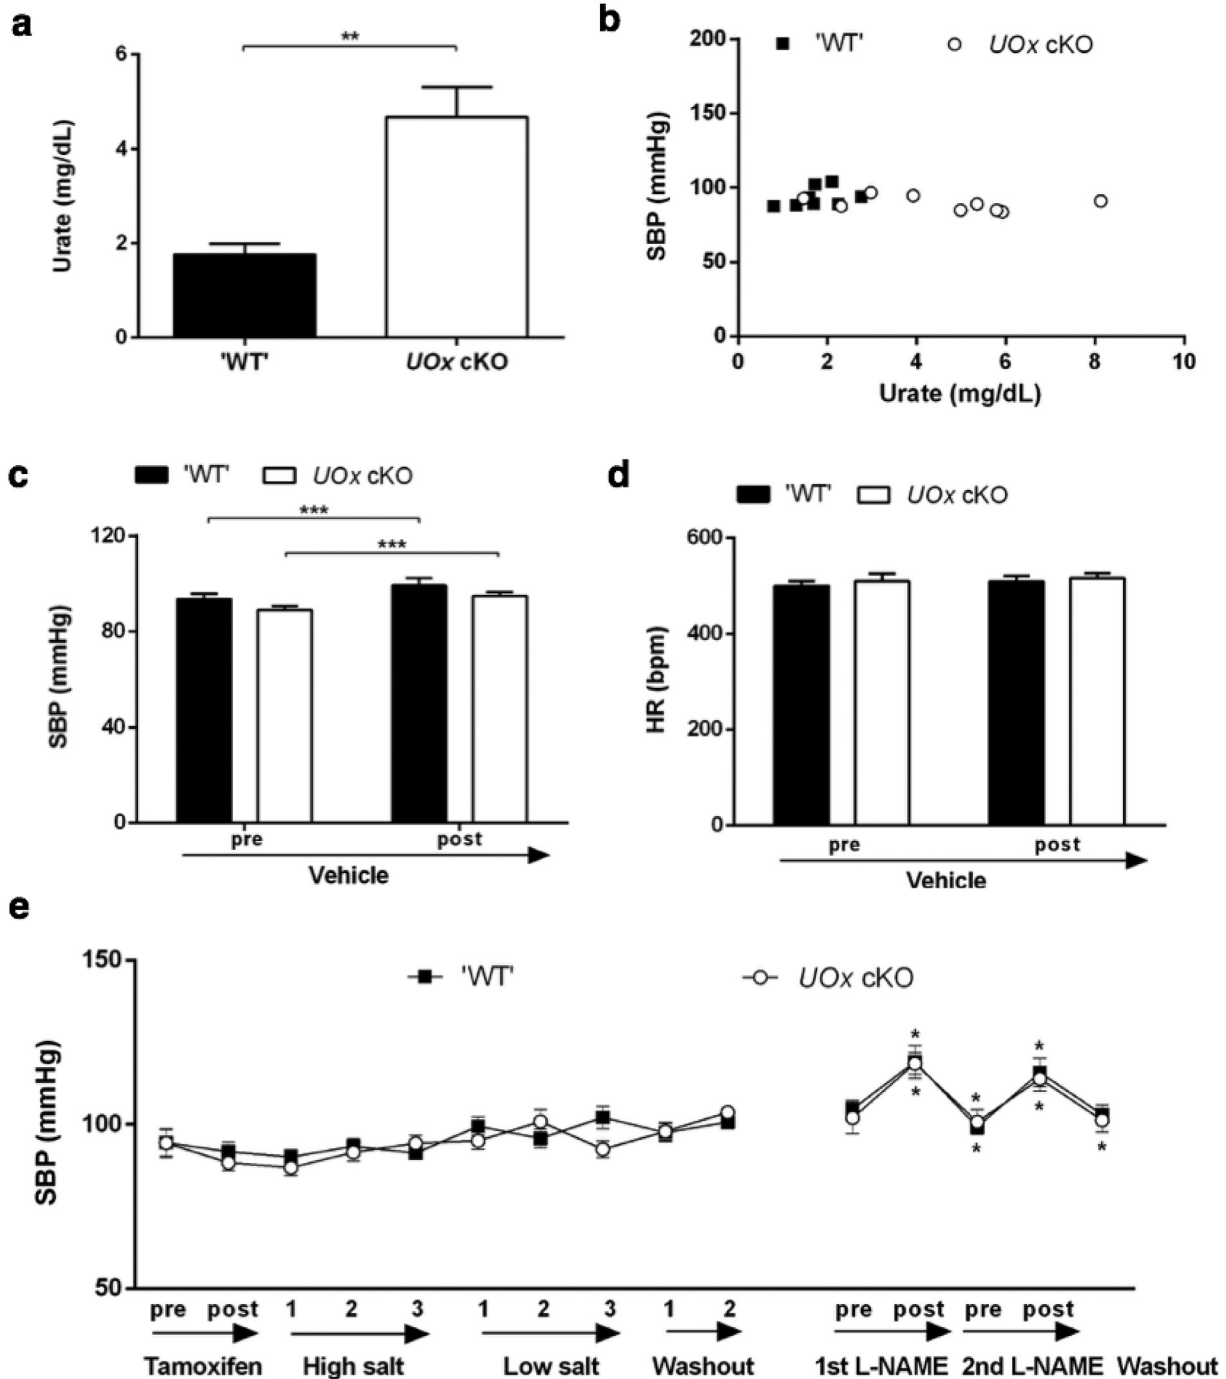 a
**
6
4
2
0
Urate (mg/dL)
'WT'
UOx cKO
b
'WT'
UOx cKO
200
150
100
50
0
SBP (mmHg)
0 2 4 6 8 10
Urate (mg/dL)
c
'WT'
UOx cKO
***
***
120
80
40
0
SBP (mmHg)
pre post
Vehicle
d
'WT'
UOx cKO
600
400
200
0
HR (bpm)
pre post
Vehicle
e
'WT'
UOx cKO
150
100
50
SBP (mmHg)
* *
* *
* *
*
pre post 1 2 3 1 2 3 1 2 pre post pre post
Tamoxifen High salt Low salt Washout 1st L-NAME 2nd L-NAME Washout